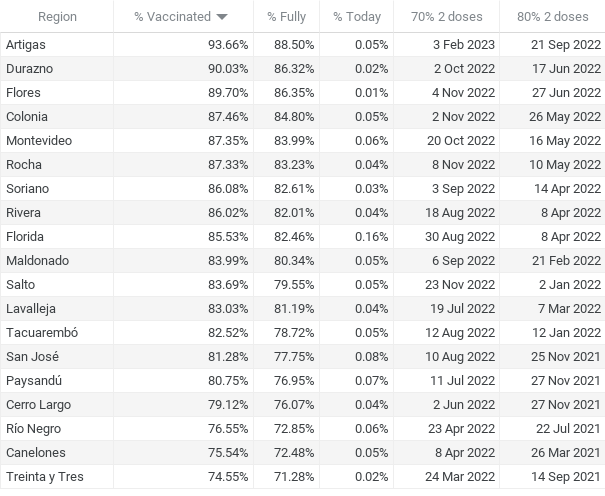 Region % Vaccinated % Fully % Today 70% 2 doses 80% 2 doses
Artigas 93.66% 88.50% 0.05% 3 Feb 2023 21 Sep 2022
Durazno 90.03% 86.32% 0.02% 2 Oct 2022 17 Jun 2022
Flores 89.70% 86.35% 0.01% 4 Nov 2022 27 Jun 2022
Colonia 87.46% 84.80% 0.05% 2 Nov 2022 26 May 2022
Montevideo 87.35% 83.99% 0.06% 20 Oct 2022 16 May 2022
Rocha 87.33% 83.23% 0.04% 8 Nov 2022 10 May 2022
Soriano 86.08% 82.61% 0.03% 3 Sep 2022 14 Apr 2022
Rivera 86.02% 82.01% 0.04% 18 Aug 2022 8 Apr 2022
Florida 85.53% 82.46% 0.16% 30 Aug 2022 8 Apr 2022
Maldonado 83.99% 80.34% 0.05% 6 Sep 2022 21 Feb 2022
Salto 83.69% 79.55% 0.05% 23 Nov 2022 2 Jan 2022
Lavalleja 83.03% 81.19% 0.04% 19 Jul 2022 7 Mar 2022
Tacuarembó 82.52% 78.72% 0.05% 12 Aug 2022 12 Jan 2022
San José 81.28% 77.75% 0.08% 10 Aug 2022 25 Nov 2021
Paysandú 80.75% 76.95% 0.07% 11 Jul 2022 27 Nov 2021
Cerro Largo 79.12% 76.07% 0.04% 2 Jun 2022 27 Nov 2021
Río Negro 76.55% 72.85% 0.06% 23 Apr 2022 22 Jul 2021
Canelones 75.54% 72.48% 0.05% 8 Apr 2022 26 Mar 2021
Treinta y Tres 74.55% 71.28% 0.02% 24 Mar 2022 14 Sep 2021